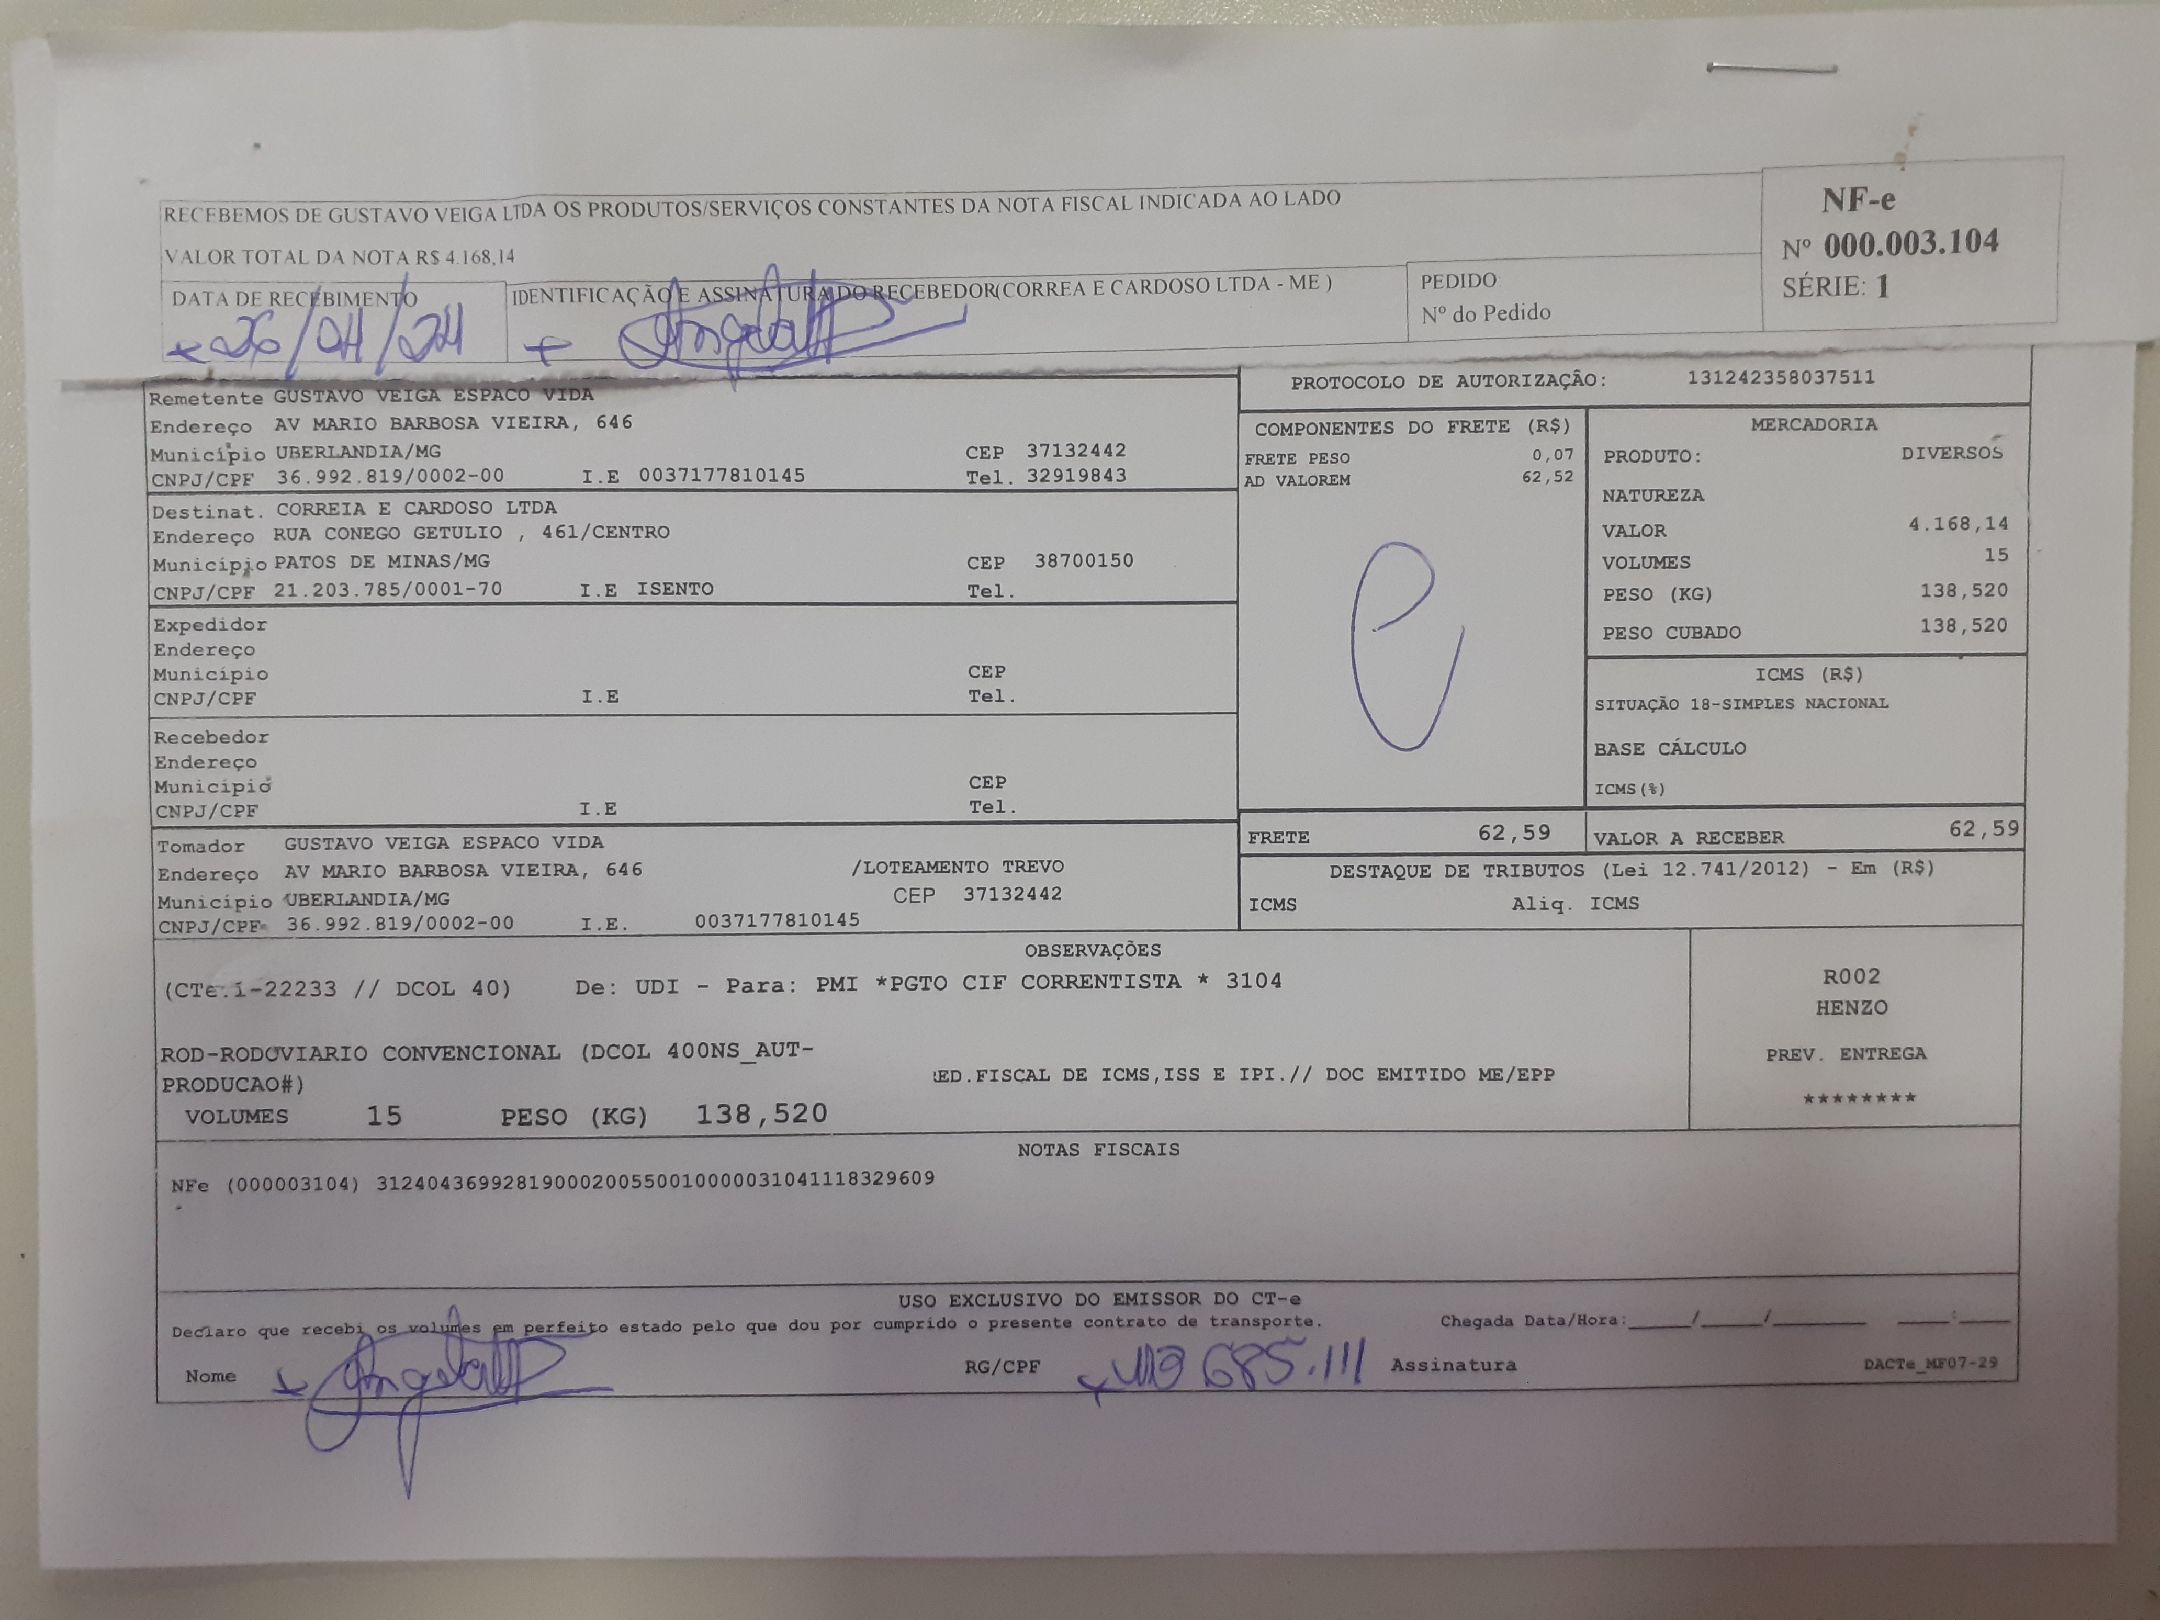 RECEBEMOS DE GUSTAVO VEIGA LTDA OS PRODUTOS/SERVIÇOS CONSTANTES DA NOTA FISCAL INDICADA AO LADO
VALOR TOTAL DA NOTA R$ 4.168,14
NF-e
Nº 000.003.104
SÉRIE: 1
DATA DE RECEBIMENTO
26/04/24
IDENTIFICAÇÃO E ASSINATURA DO RECEBEDOR(CORREA E CARDOSO LTDA - ME )
PEDIDO
Nº do Pedido
Remetente GUSTAVO VEIGA ESPACO VIDA
Endereço AV MARIO BARBOSA VIEIRA, 646
Município UBERLANDIA/MG CEP 37132442
CNPJ/CPF 36.992.819/0002-00 I.E 0037177810145 Tel. 32919843
Destinat. CORREIA E CARDOSO LTDA
Endereço RUA CONEGO GETULIO , 461/CENTRO
Município PATOS DE MINAS/MG CEP 38700150
CNPJ/CPF 21.203.785/0001-70 I.E ISENTO Tel.
Expedidor
Endereço
Município CEP
CNPJ/CPF I.E Tel.
Recebedor
Endereço
Município CEP
CNPJ/CPF I.E Tel.
Tomador GUSTAVO VEIGA ESPACO VIDA
Endereço AV MARIO BARBOSA VIEIRA, 646 /LOTEAMENTO TREVO
Município UBERLANDIA/MG CEP 37132442
CNPJ/CPF 36.992.819/0002-00 I.E. 0037177810145
PROTOCOLO DE AUTORIZAÇÃO: 131242358037511
COMPONENTES DO FRETE (R$)
FRETE PESO 0,07
AD VALOREM 62,52
MERCADORIA
PRODUTO: DIVERSOS
NATUREZA
VALOR 4.168,14
VOLUMES 15
PESO (KG) 138,520
PESO CUBADO 138,520
ICMS (R$)
SITUAÇÃO 18-SIMPLES NACIONAL
BASE CÁLCULO
ICMS(%)
FRETE 62,59 VALOR A RECEBER 62,59
DESTAQUE DE TRIBUTOS (Lei 12.741/2012) - Em (R$)
ICMS Aliq. ICMS
OBSERVAÇÕES
(CTe.1-22233 // DCOL 40) De: UDI - Para: PMI *PGTO CIF CORRENTISTA * 3104
ROD-RODOVIARIO CONVENCIONAL (DCOL 400NS_AUT-
PRODUCAO#) RED.FISCAL DE ICMS,ISS E IPI.// DOC EMITIDO ME/EPP
VOLUMES 15 PESO (KG) 138,520
R002
HENZO
PREV. ENTREGA
********
NOTAS FISCAIS
NFe (000003104) 31240436992819000200550010000031041118329609
USO EXCLUSIVO DO EMISSOR DO CT-e
Declaro que recebi os volumes em perfeito estado pelo que dou por cumprido o presente contrato de transporte. Chegada Data/Hora:_____/_____/________ ____:____
Nome RG/CPF Assinatura DACTe_MF07-29